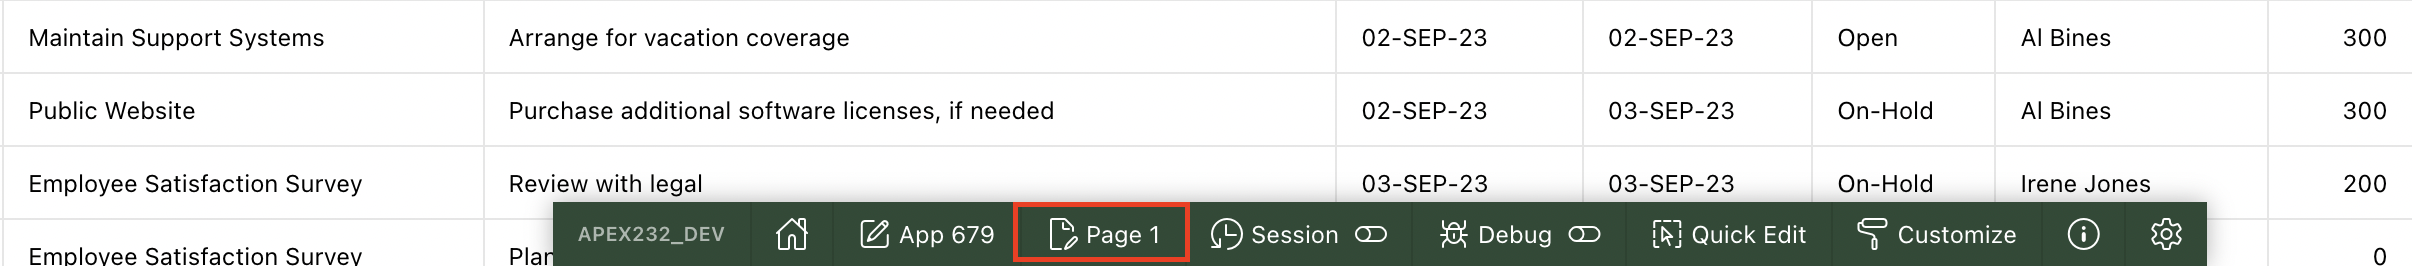 Maintain Support Systems Arrange for vacation coverage 02-SEP-23 02-SEP-23 Open Al Bines 300
Public Website Purchase additional software licenses, if needed 02-SEP-23 03-SEP-23 On-Hold Al Bines 300
Employee Satisfaction Survey Review with legal 03-SEP-23 03-SEP-23 On-Hold Irene Jones 200
Employee Satisfaction Survey 0
APEX232_DEV App 679 Page 1 Session Debug Quick Edit Customize